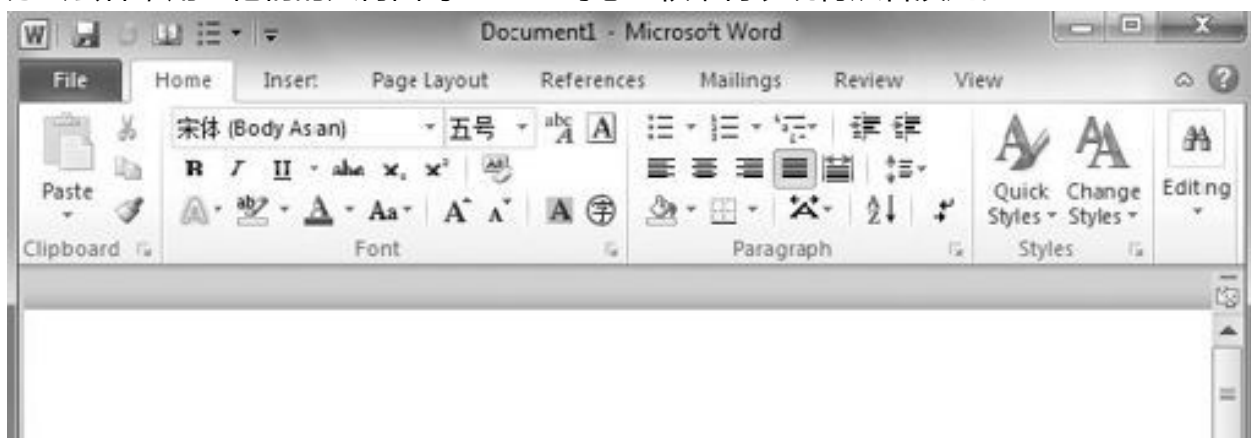 Document1 - Microsoft Word
File Home Insert Page Layout References Mailings Review View
宋体 (Body Asian) 五号
Paste
Quick Styles
Change Styles
Editing
Clipboard Font Paragraph Styles